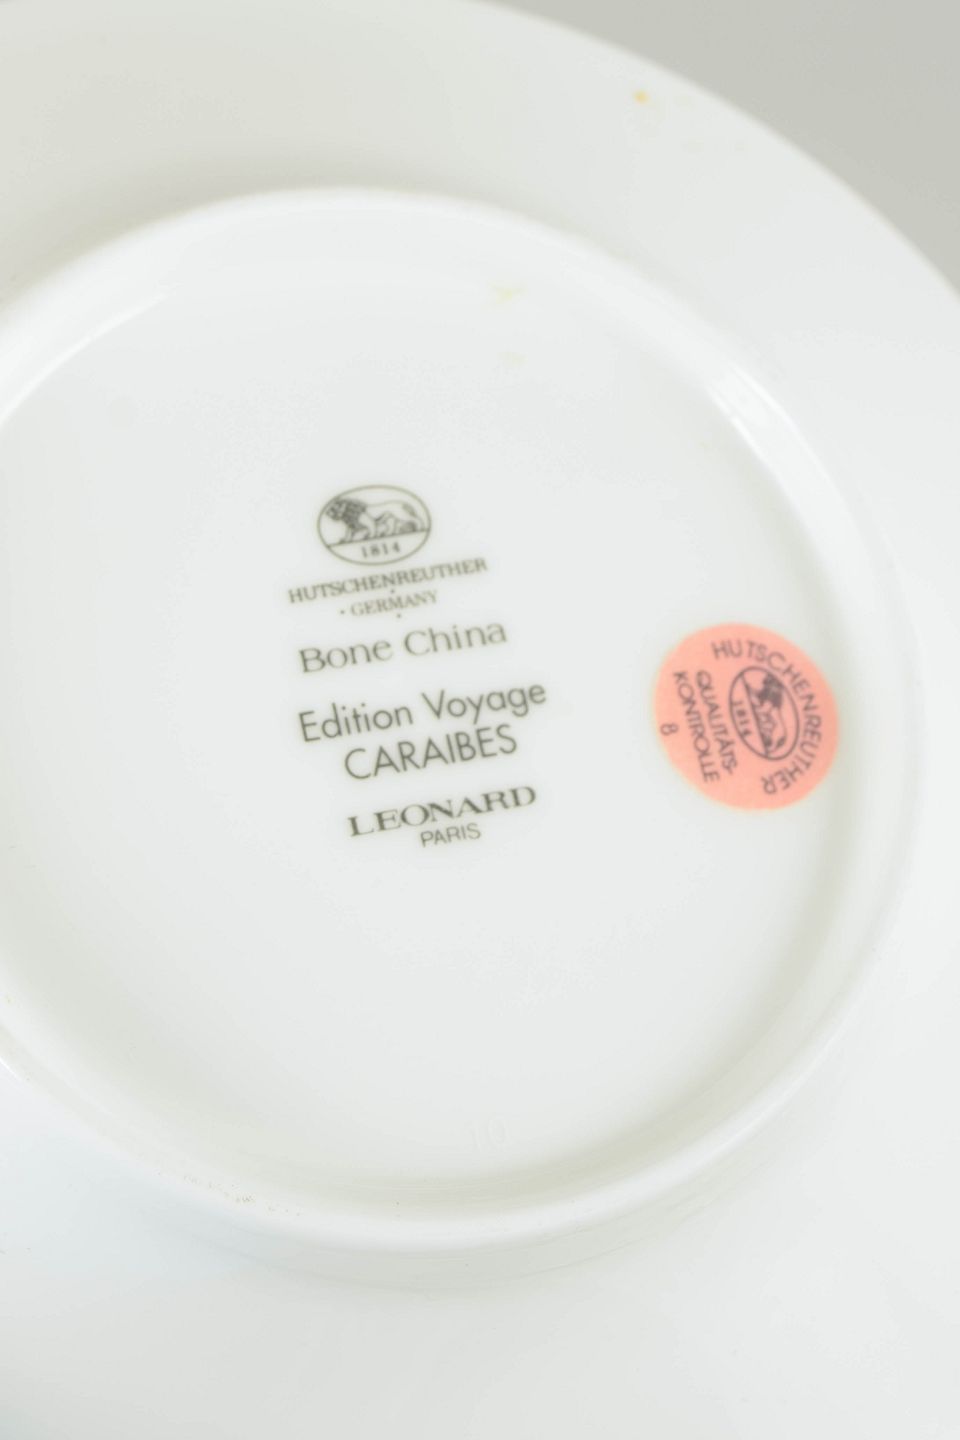 1814
HUTSCHENREUTHER
· GERMANY ·
Bone China
Edition Voyage
CARAIBES
LEONARD
PARIS
HUTSCHENREUTHER
1814
QUALITÄTS-
KONTROLLE
8
10